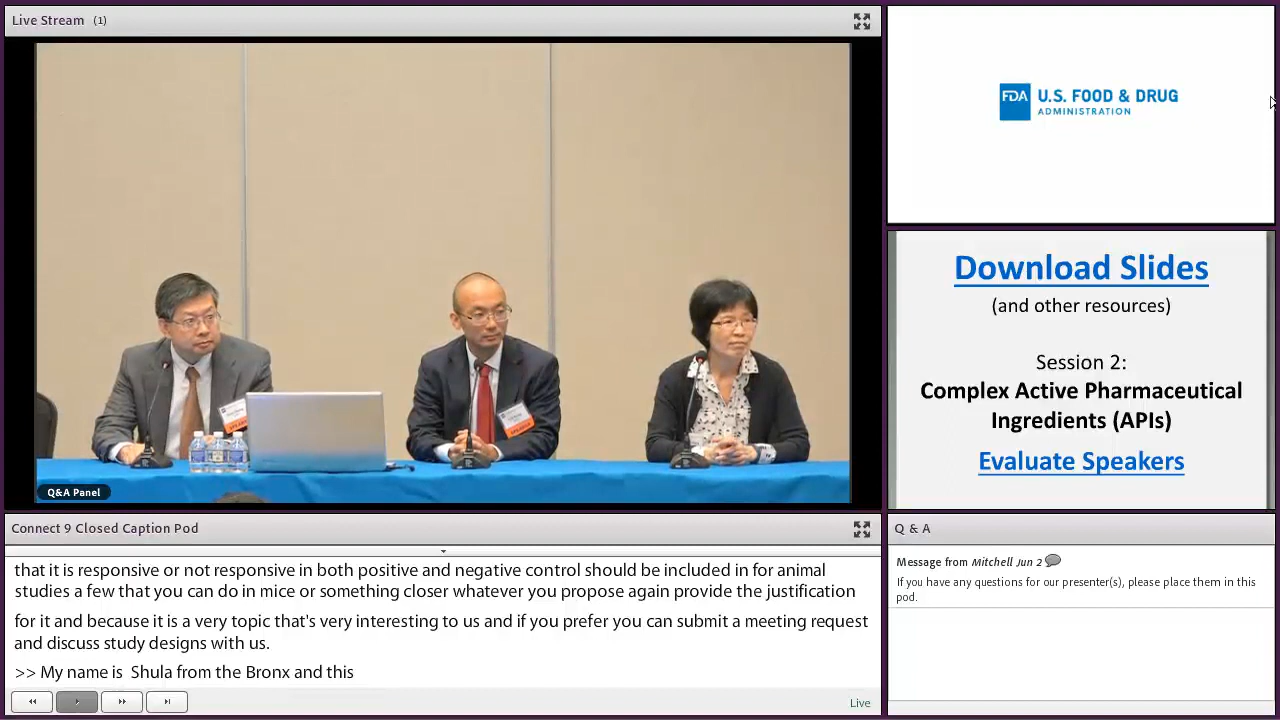 Live Stream (1)
Q&A Panel
FDA U.S. FOOD & DRUG
ADMINISTRATION
Download Slides
(and other resources)
Session 2:
Complex Active Pharmaceutical
Ingredients (APIs)
Evaluate Speakers
Connect 9 Closed Caption Pod
that it is responsive or not responsive in both positive and negative control should be included in for animal
studies a few that you can do in mice or something closer whatever you propose again provide the justification
for it and because it is a very topic that's very interesting to us and if you prefer you can submit a meeting request
and discuss study designs with us.
>> My name is Shula from the Bronx and this
Live
Q & A
Message from Mitchell Jun 2
If you have any questions for our presenter(s), please place them in this
pod.